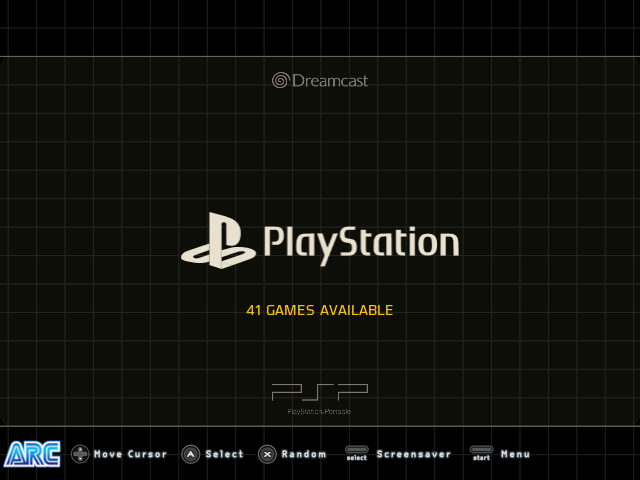 Dreamcast
PlayStation
41 GAMES AVAILABLE
PSP
PlayStation Portable
ARC Move Cursor A Select X Random select Screensaver start Menu